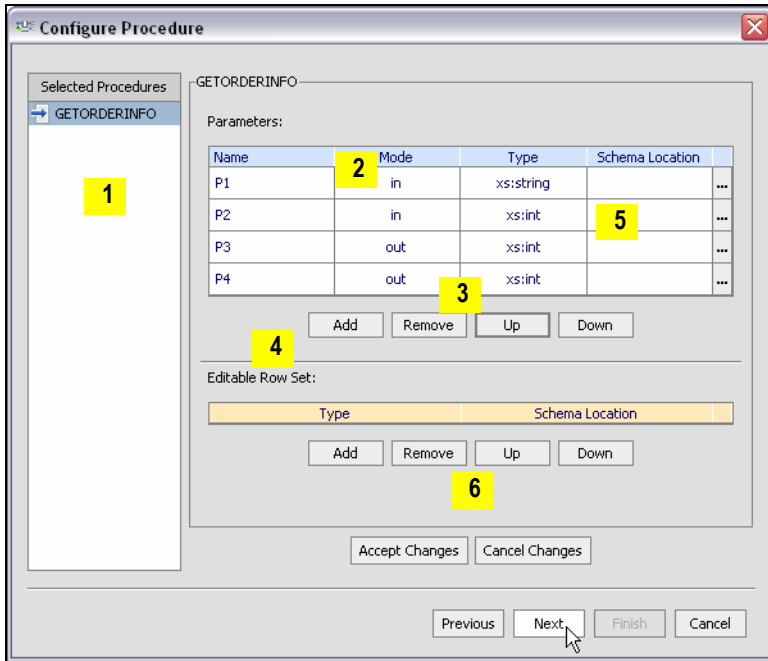 Configure Procedure
Selected Procedures
GETORDERINFO
1
GETORDERINFO
Parameters:
Name Mode Type Schema Location
2
P1 in xs:string ...
P2 in xs:int ...
5
P3 out xs:int ...
P4 out xs:int ...
3
Add Remove Up Down
4
Editable Row Set:
Type Schema Location
Add Remove Up Down
6
Accept Changes Cancel Changes
Previous Next Finish Cancel